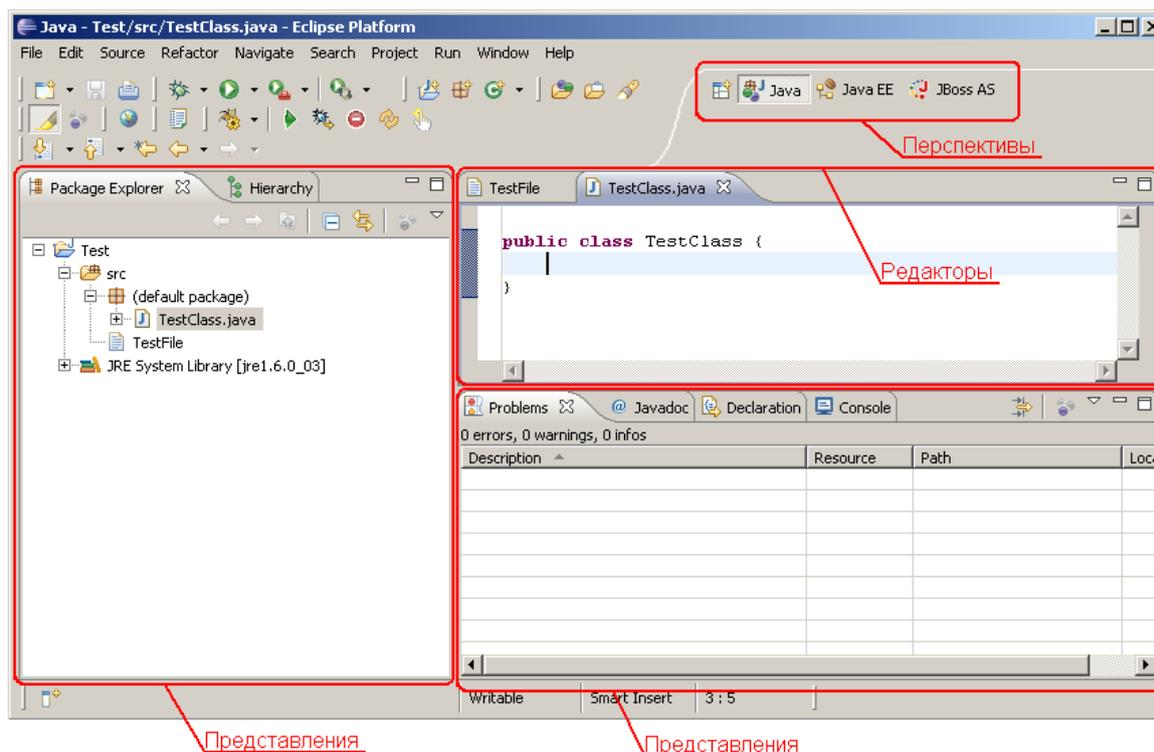 Java - Test/src/TestClass.java - Eclipse Platform
File Edit Source Refactor Navigate Search Project Run Window Help
Java Java EE JBoss AS
Перспективы
Package Explorer Hierarchy
Test
src
(default package)
TestClass.java
TestFile
JRE System Library [jre1.6.0_03]
TestFile TestClass.java
public class TestClass {
}
Редакторы
Problems @ Javadoc Declaration Console
0 errors, 0 warnings, 0 infos
Description Resource Path Loca
Writable Smart Insert 3 : 5
Представления
Представления